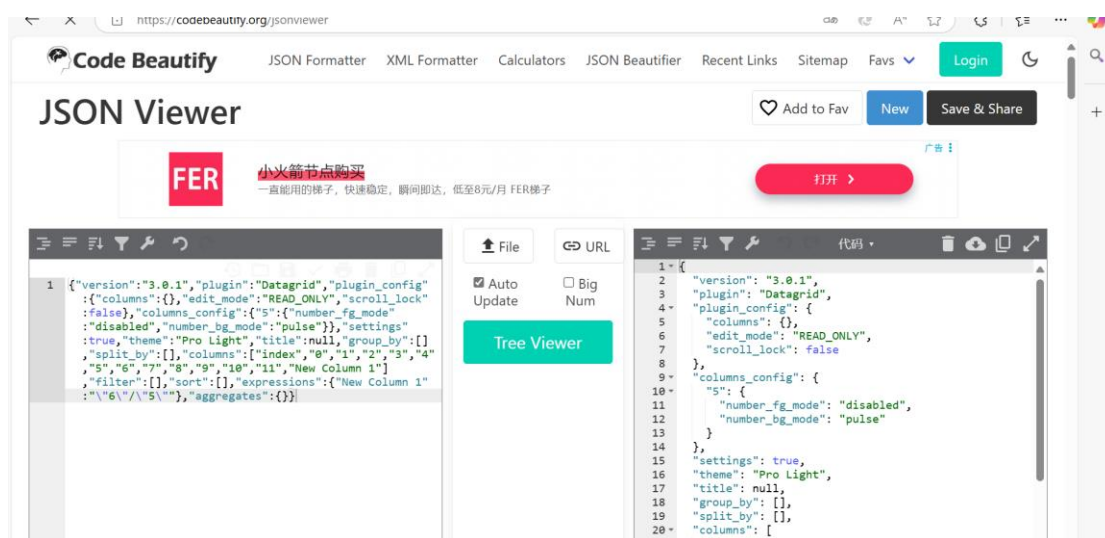 https://codebeautify.org/jsonviewer
Code Beautify
JSON Formatter XML Formatter Calculators JSON Beautifier Recent Links Sitemap Favs Login
JSON Viewer
Add to Fav New Save & Share
广告
FER
小火箭节点购买
一直能用的梯子，快速稳定，瞬间即达，低至8元/月 FER梯子
打开
1 {"version":"3.0.1","plugin":"Datagrid","plugin_config"
:{"columns":{},"edit_mode":"READ_ONLY","scroll_lock"
:false},"columns_config":{"5":{"number_fg_mode"
:"disabled","number_bg_mode":"pulse"}},"settings"
:true,"theme":"Pro Light","title":null,"group_by":[]
,"split_by":[],"columns":["index","0","1","2","3","4"
,"5","6","7","8","9","10","11","New Column 1"]
,"filter":[],"sort":[],"expressions":{"New Column 1"
:"\"6\"/\"5\""},"aggregates":{}}
File URL
Auto Update
Big Num
Tree Viewer
代码
1 {
2 "version": "3.0.1",
3 "plugin": "Datagrid",
4 "plugin_config": {
5 "columns": {},
6 "edit_mode": "READ_ONLY",
7 "scroll_lock": false
8 },
9 "columns_config": {
10 "5": {
11 "number_fg_mode": "disabled",
12 "number_bg_mode": "pulse"
13 }
14 },
15 "settings": true,
16 "theme": "Pro Light",
17 "title": null,
18 "group_by": [],
19 "split_by": [],
20 "columns": [